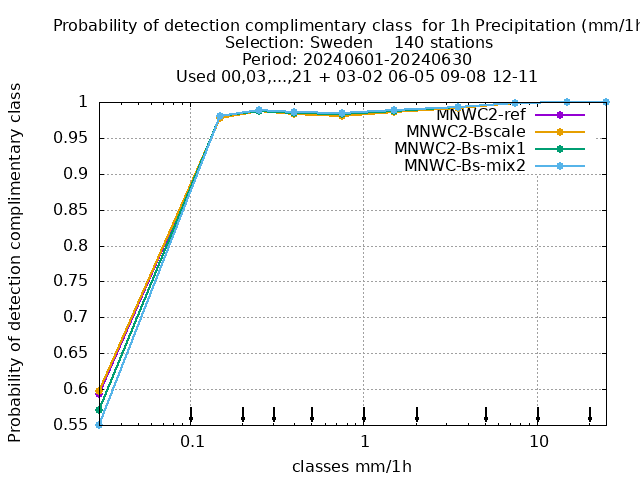 Probability of detection complimentary class  for 1h Precipitation (mm/1h
Selection: Sweden    140 stations
Period: 20240601-20240630
Used 00,03,...,21 + 03-02 06-05 09-08 12-11
Probability of detection complimentary class
MNWC2-ref
MNWC2-Bscale
MNWC2-Bs-mix1
MNWC-Bs-mix2
1
0.95
0.9
0.85
0.8
0.75
0.7
0.65
0.6
0.55
0.1
1
10
classes mm/1h